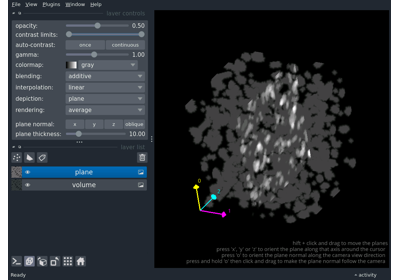 File View Plugins Window Help
layer controls
opacity: 0.50
contrast limits:
auto-contrast: once continuous
gamma: 1.00
colormap: gray
blending: additive
interpolation: linear
depiction: plane
rendering: average
plane normal: x y z oblique
plane thickness: 10.00
layer list
plane
volume
0
shift + click and drag to move the planes
press 'x', 'y' or 'z' to orient the plane along that axis around the cursor
press 'o' to orient the plane normal along the camera view direction
press and hold 'o' then click and drag to make the plane normal follow the camera
Ready
activity